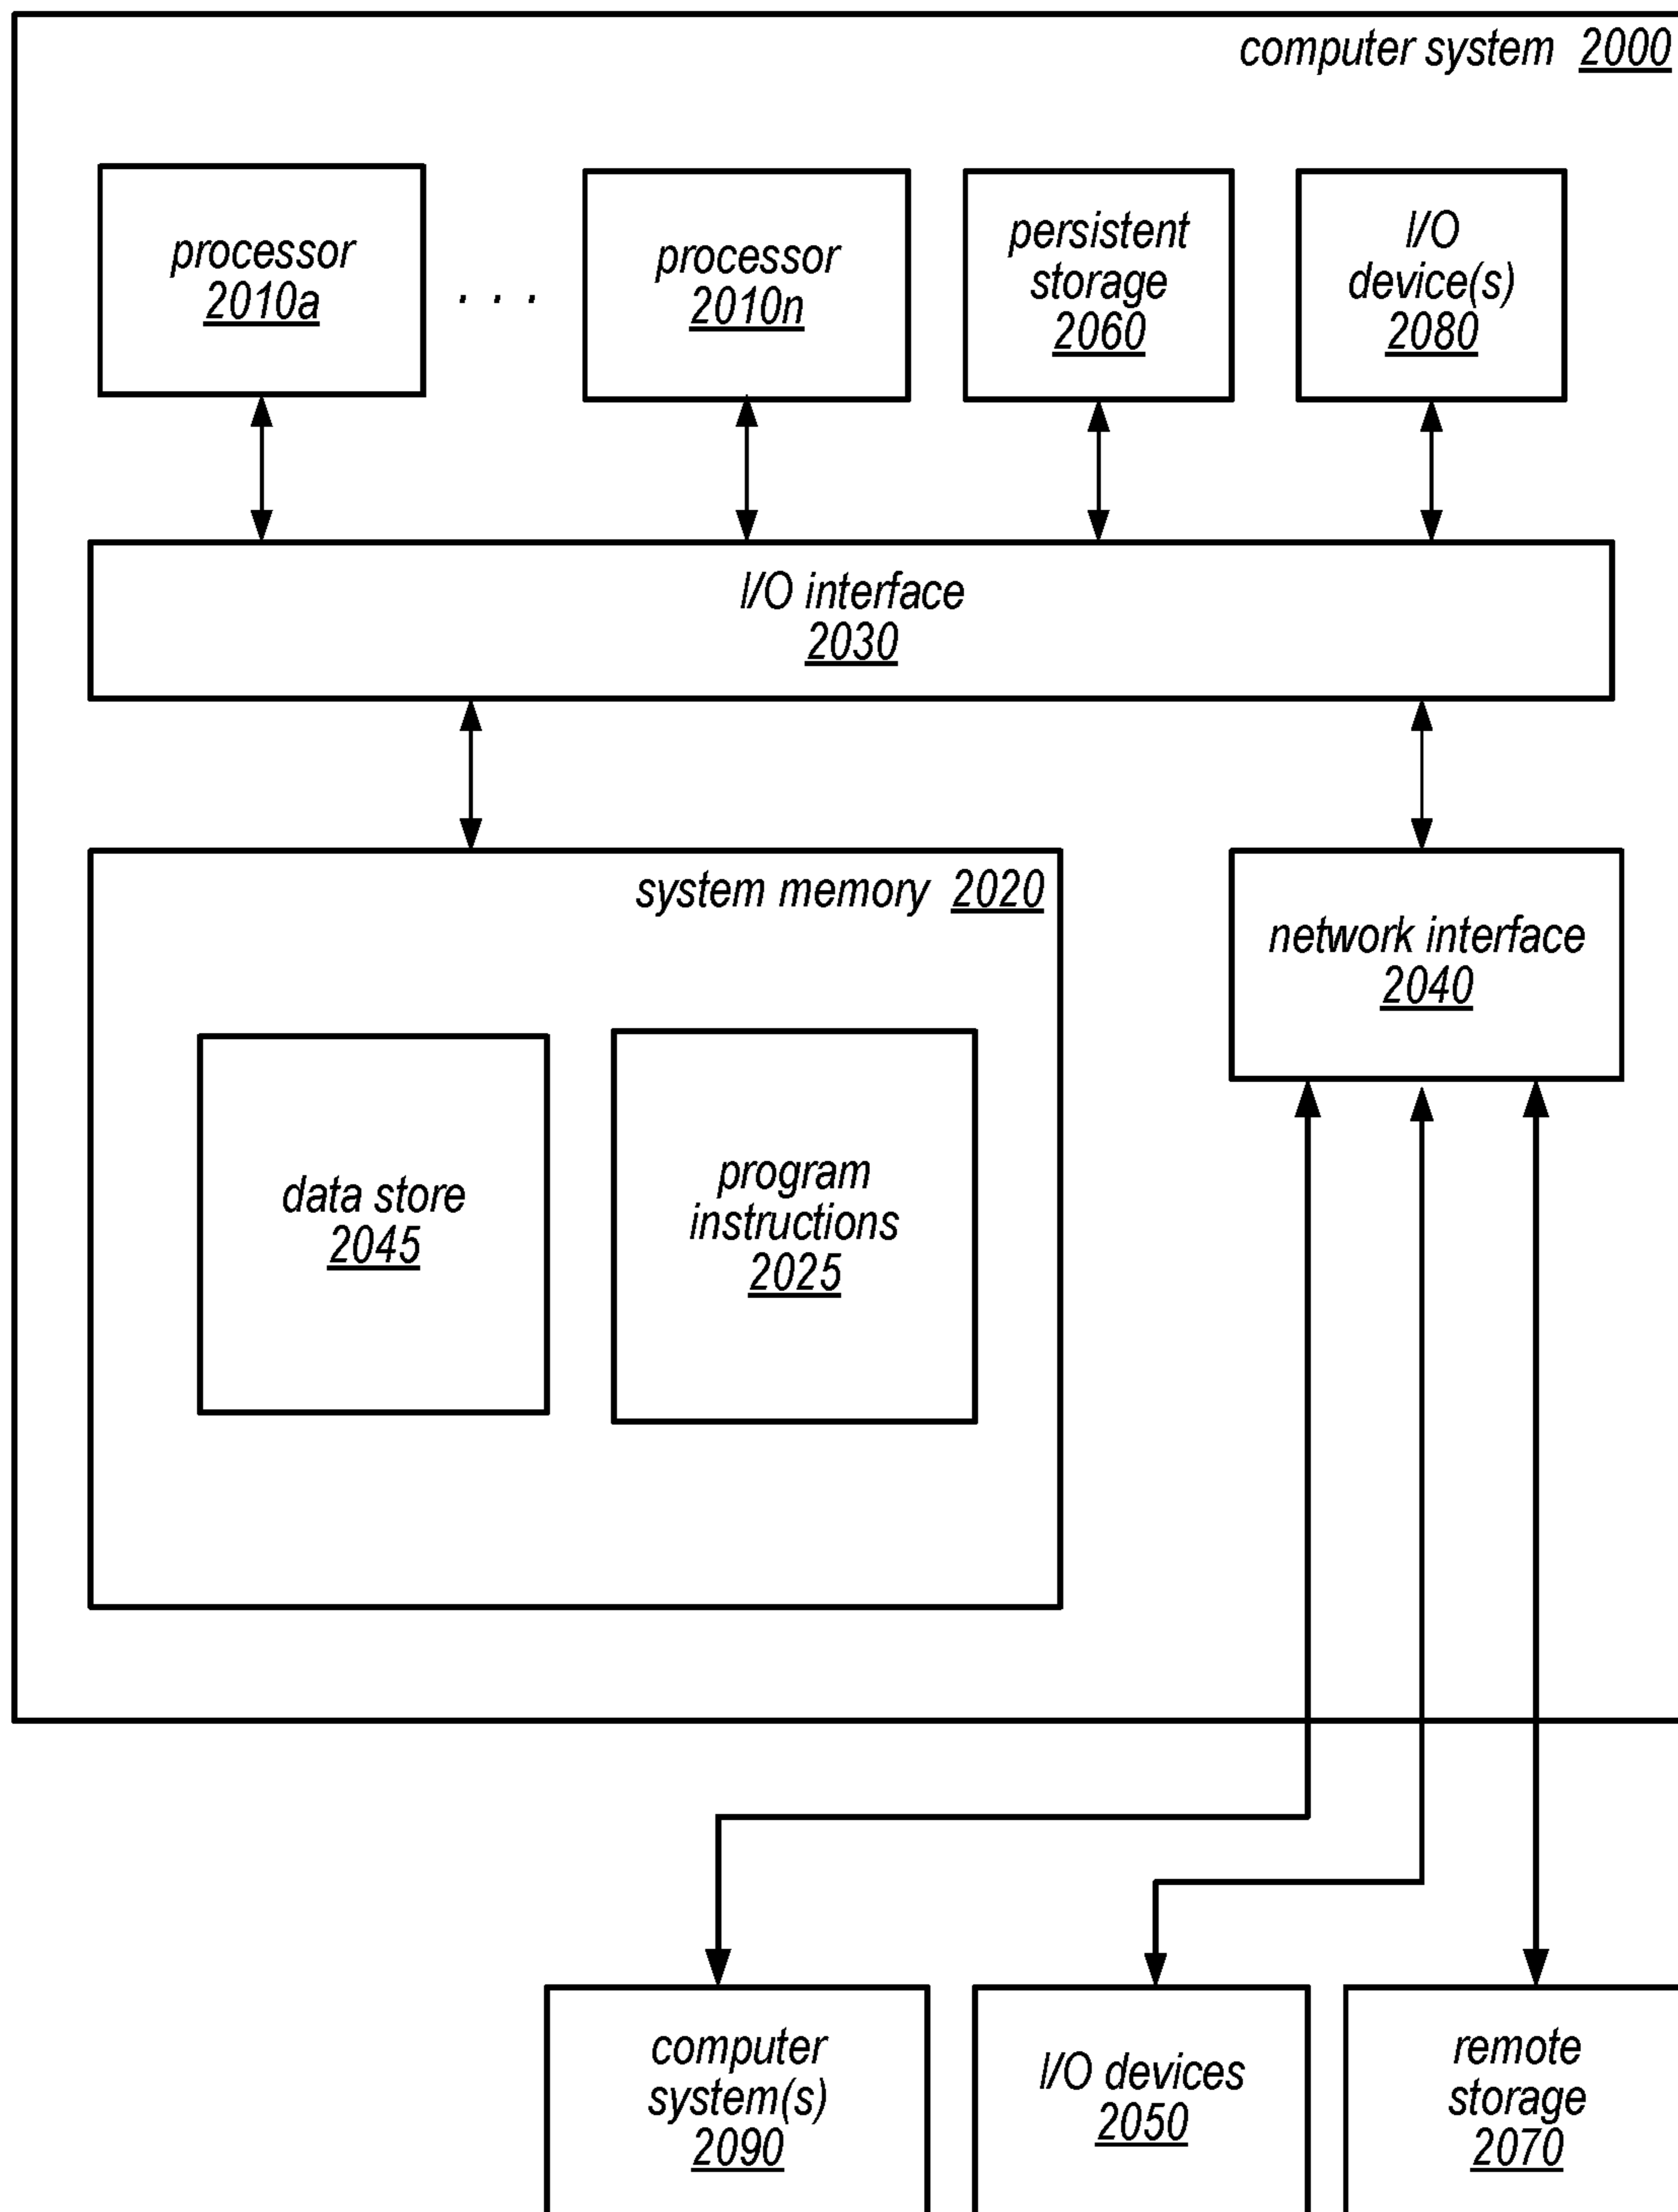 computer system 2000
processor
2010a
. . .
processor
2010n
persistent
storage
2060
I/O
device(s)
2080
I/O interface
2030
system memory 2020
network interface
2040
data store
2045
program
instructions
2025
computer
system(s)
2090
I/O devices
2050
remote
storage
2070